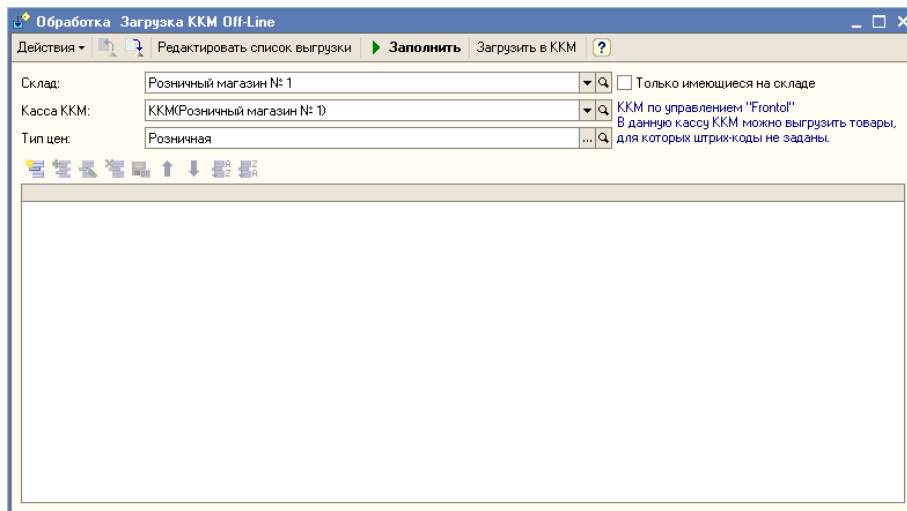 Обработка Загрузка ККМ Off-Line
Действия Редактировать список выгрузки Заполнить Загрузить в ККМ ?
Склад: Розничный магазин № 1 Только имеющиеся на складе
Касса ККМ: ККМ(Розничный магазин № 1) ККМ по управлением "Frontol"
В данную кассу ККМ можно выгрузить товары,
Тип цен: Розничная ... для которых штрих-коды не заданы.